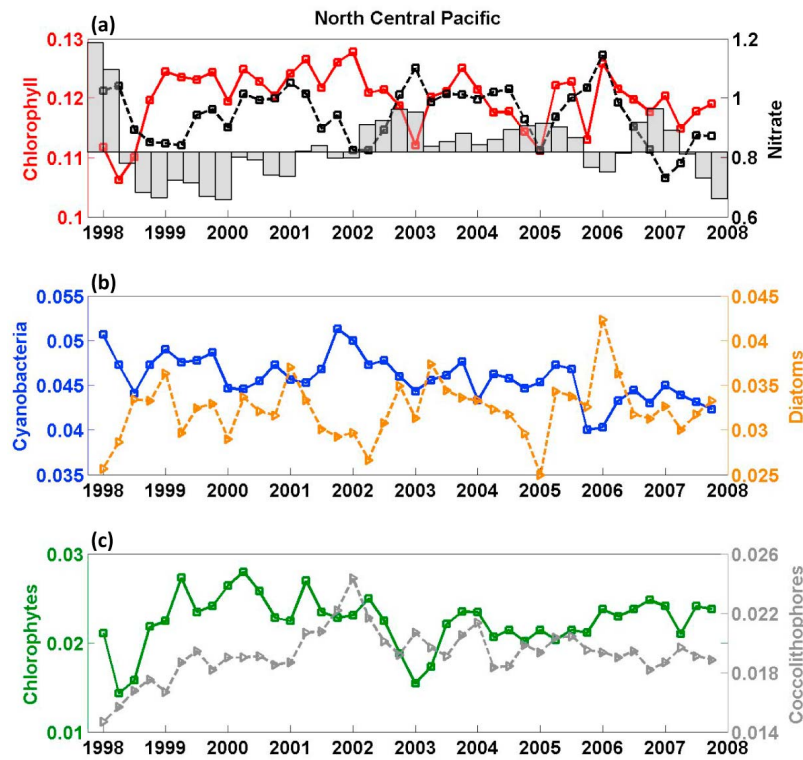 North Central Pacific
(a)
Chlorophyll
0.13
0.12
0.11
0.1
1.2
1
0.8
0.6
Nitrate
1998 1999 2000 2001 2002 2003 2004 2005 2006 2007 2008
(b)
Cyanobacteria
0.055
0.05
0.045
0.04
0.035
0.045
0.04
0.035
0.03
0.025
Diatoms
1998 1999 2000 2001 2002 2003 2004 2005 2006 2007 2008
(c)
Chlorophytes
0.03
0.02
0.01
0.026
0.022
0.018
0.014
Coccolithophores
1998 1999 2000 2001 2002 2003 2004 2005 2006 2007 2008